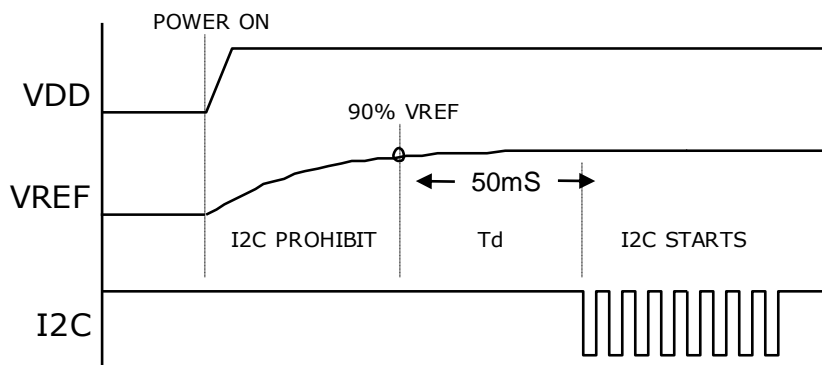 POWER ON
VDD
90% VREF
VREF
50mS
I2C PROHIBIT
Td
I2C STARTS
I2C